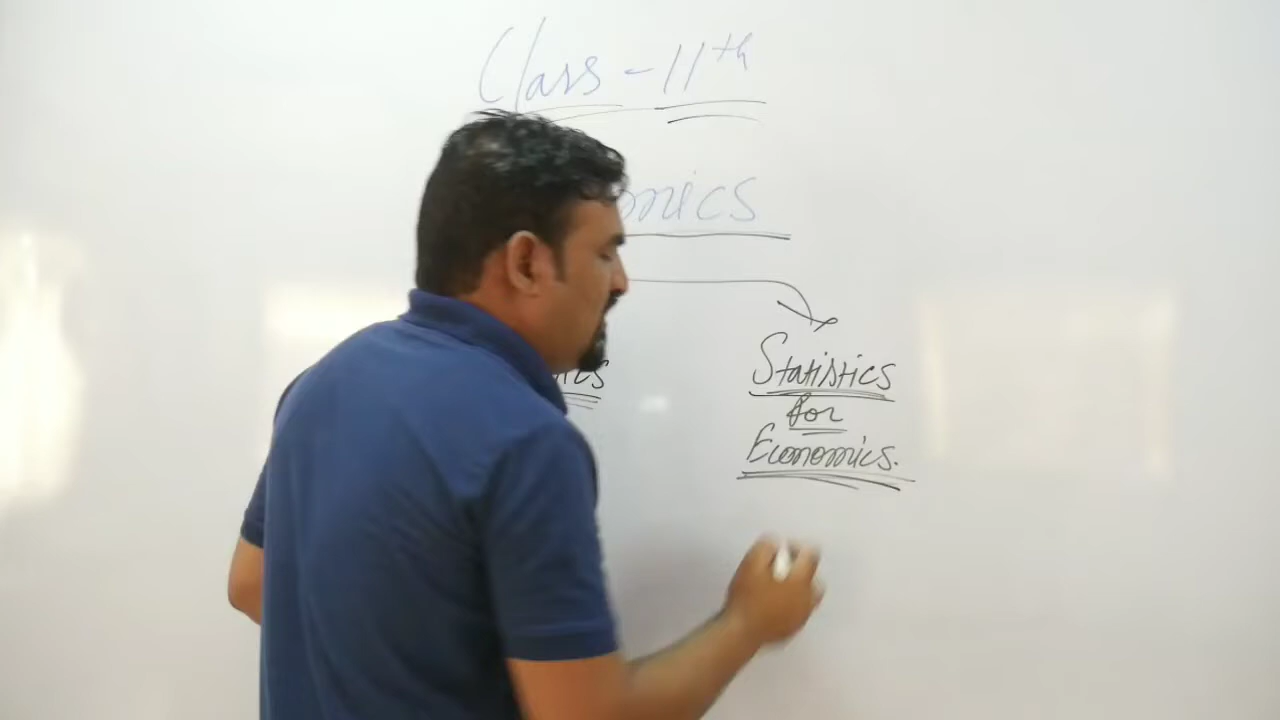 Class - 11th
Statistics
for
Economics.